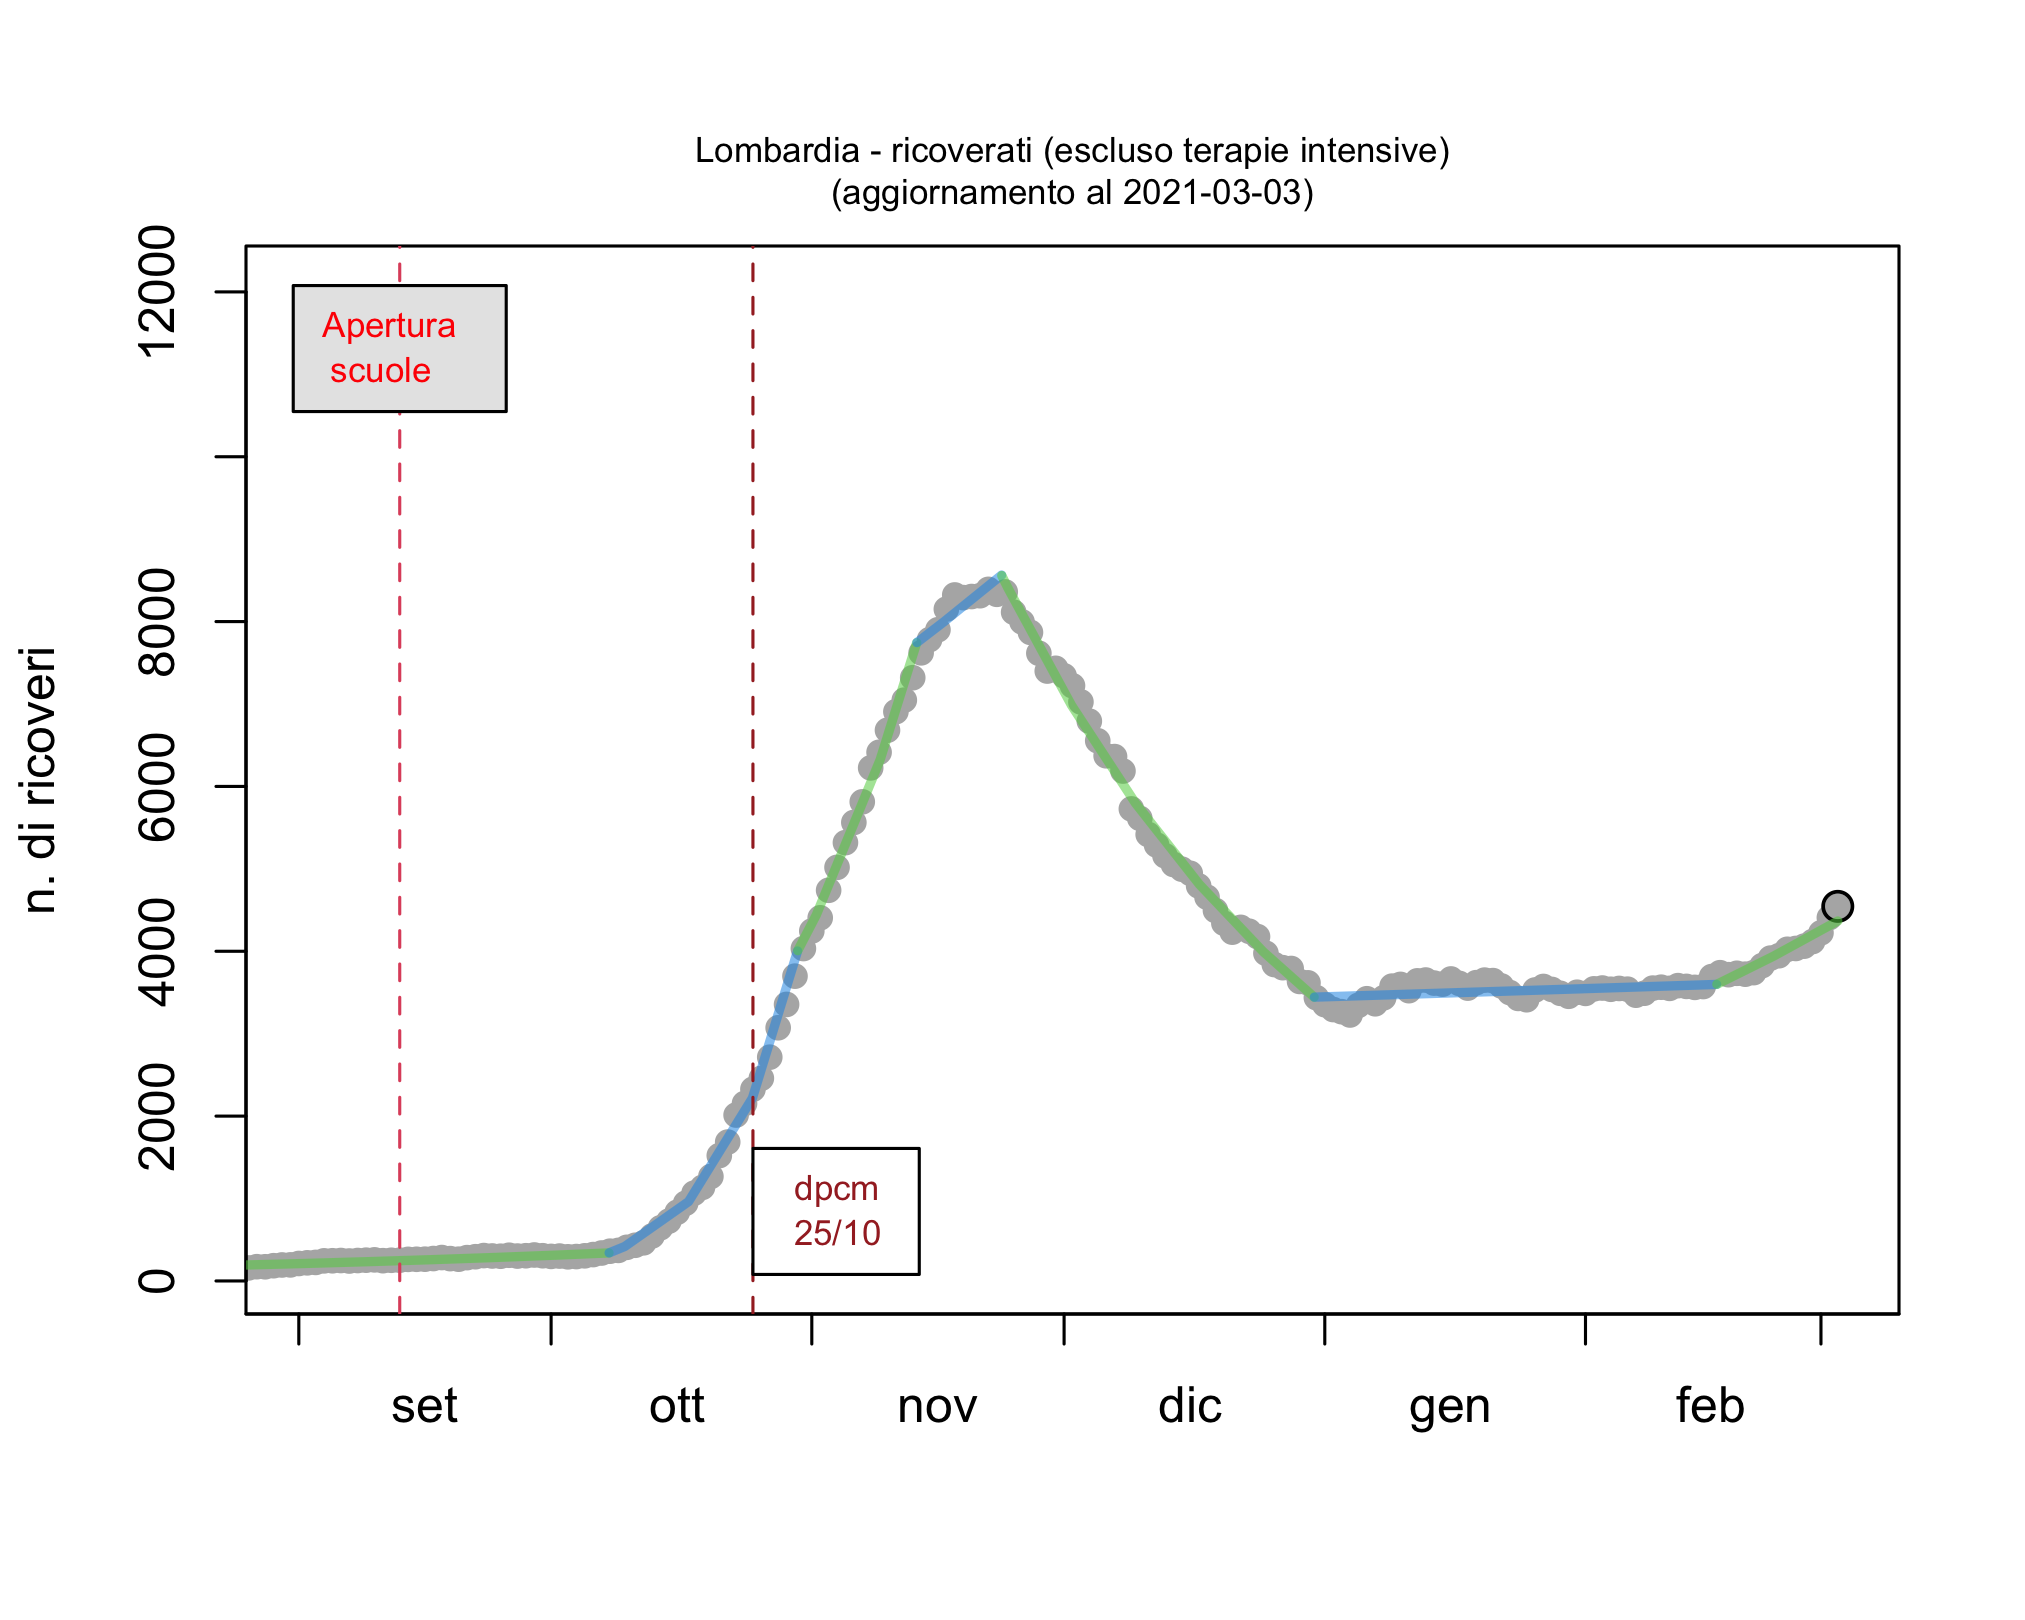 Lombardia - ricoverati (escluso terapie intensive)
(aggiornamento al 2021-03-03)
n. di ricoveri
12000
8000
6000
4000
2000
0
Apertura
scuole
dpcm
25/10
set ott nov dic gen feb